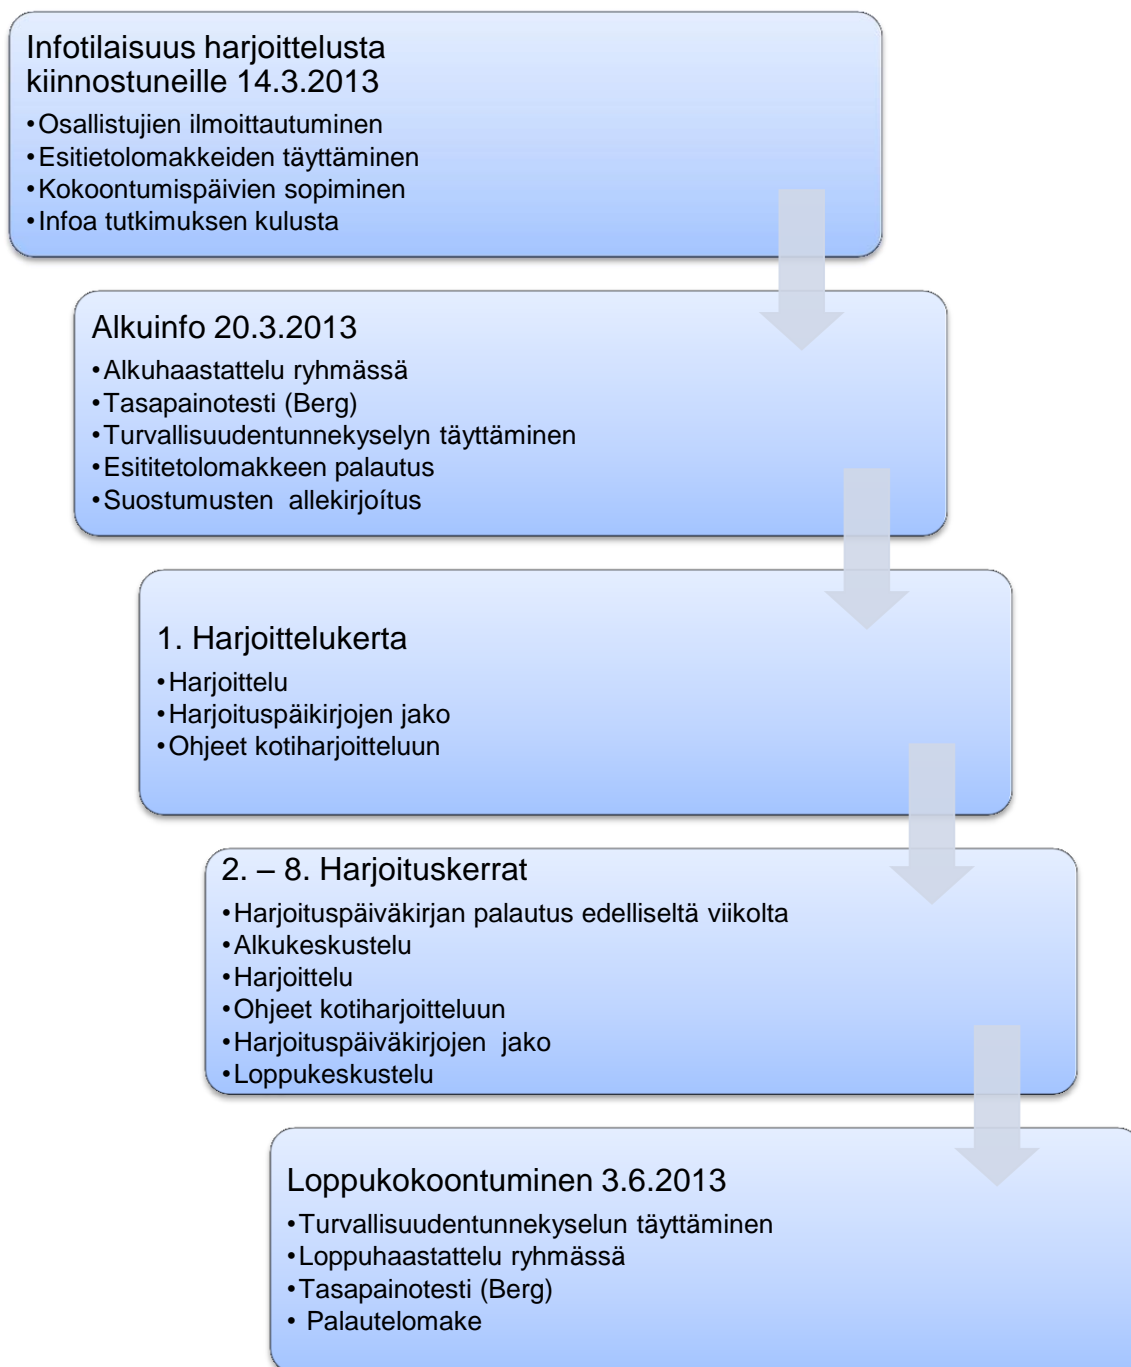 Infotilaisuus harjoittelusta
kiinnostuneille 14.3.2013
•Osallistujien ilmoittautuminen
•Esitietolomakkeiden täyttäminen
•Kokoontumispäivien sopiminen
•Infoa tutkimuksen kulusta
Alkuinfo 20.3.2013
•Alkuhaastattelu ryhmässä
•Tasapainotesti (Berg)
•Turvallisuudentunnekyselyn täyttäminen
•Esititetolomakkeen palautus
•Suostumusten allekirjoítus
1. Harjoittelukerta
•Harjoittelu
•Harjoituspäikirjojen jako
•Ohjeet kotiharjoitteluun
2. – 8. Harjoituskerrat
•Harjoituspäiväkirjan palautus edelliseltä viikolta
•Alkukeskustelu
•Harjoittelu
•Ohjeet kotiharjoitteluun
•Harjoituspäiväkirjojen jako
•Loppukeskustelu
Loppukokoontuminen 3.6.2013
•Turvallisuudentunnekyselun täyttäminen
•Loppuhaastattelu ryhmässä
•Tasapainotesti (Berg)
• Palautelomake